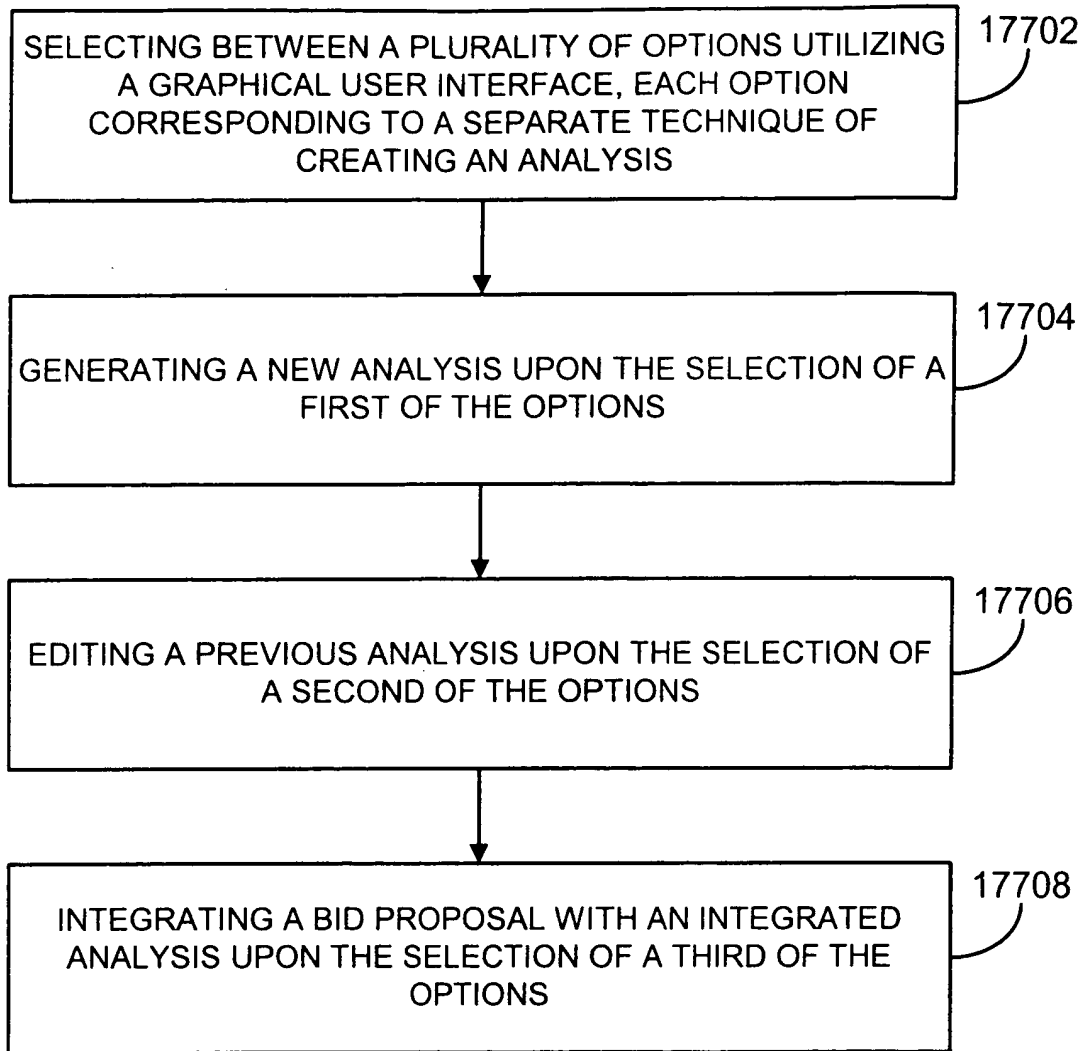 SELECTING BETWEEN A PLURALITY OF OPTIONS UTILIZING
A GRAPHICAL USER INTERFACE, EACH OPTION
CORRESPONDING TO A SEPARATE TECHNIQUE OF
CREATING AN ANALYSIS
17702
GENERATING A NEW ANALYSIS UPON THE SELECTION OF A
FIRST OF THE OPTIONS
17704
EDITING A PREVIOUS ANALYSIS UPON THE SELECTION OF
A SECOND OF THE OPTIONS
17706
INTEGRATING A BID PROPOSAL WITH AN INTEGRATED
ANALYSIS UPON THE SELECTION OF A THIRD OF THE
OPTIONS
17708